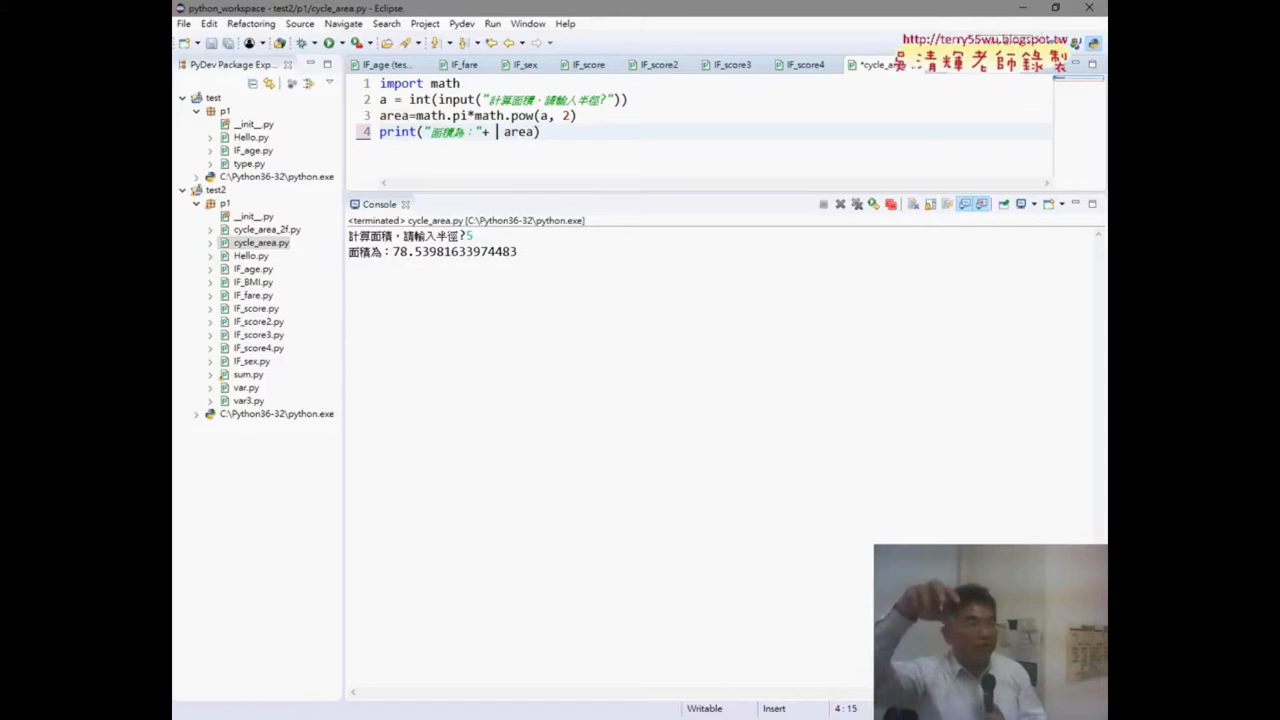 python_workspace - test2/p1/cycle_area.py - Eclipse
File Edit Refactoring Source Navigate Search Project Pydev Run Window Help
http://terry55wu.blogspot.tw
吳清輝老師錄製
PyDev Package Exp...
IF_age (tes... IF_fare IF_sex IF_score IF_score2 IF_score3 IF_score4 *cycle_ar
test
p1
__init__.py
Hello.py
IF_age.py
type.py
C:\Python36-32\python.exe
test2
p1
__init__.py
cycle_area_2f.py
cycle_area.py
Hello.py
IF_age.py
IF_BMI.py
IF_fare.py
IF_score.py
IF_score2.py
IF_score3.py
IF_score4.py
IF_sex.py
sum.py
var.py
var3.py
C:\Python36-32\python.exe
1 import math
2 a = int(input("計算面積，請輸入半徑?"))
3 area=math.pi*math.pow(a, 2)
4 print("面積為："+ area)
Console
<terminated> cycle_area.py [C:\Python36-32\python.exe]
計算面積，請輸入半徑?5
面積為：78.53981633974483
Writable Insert 4 : 15